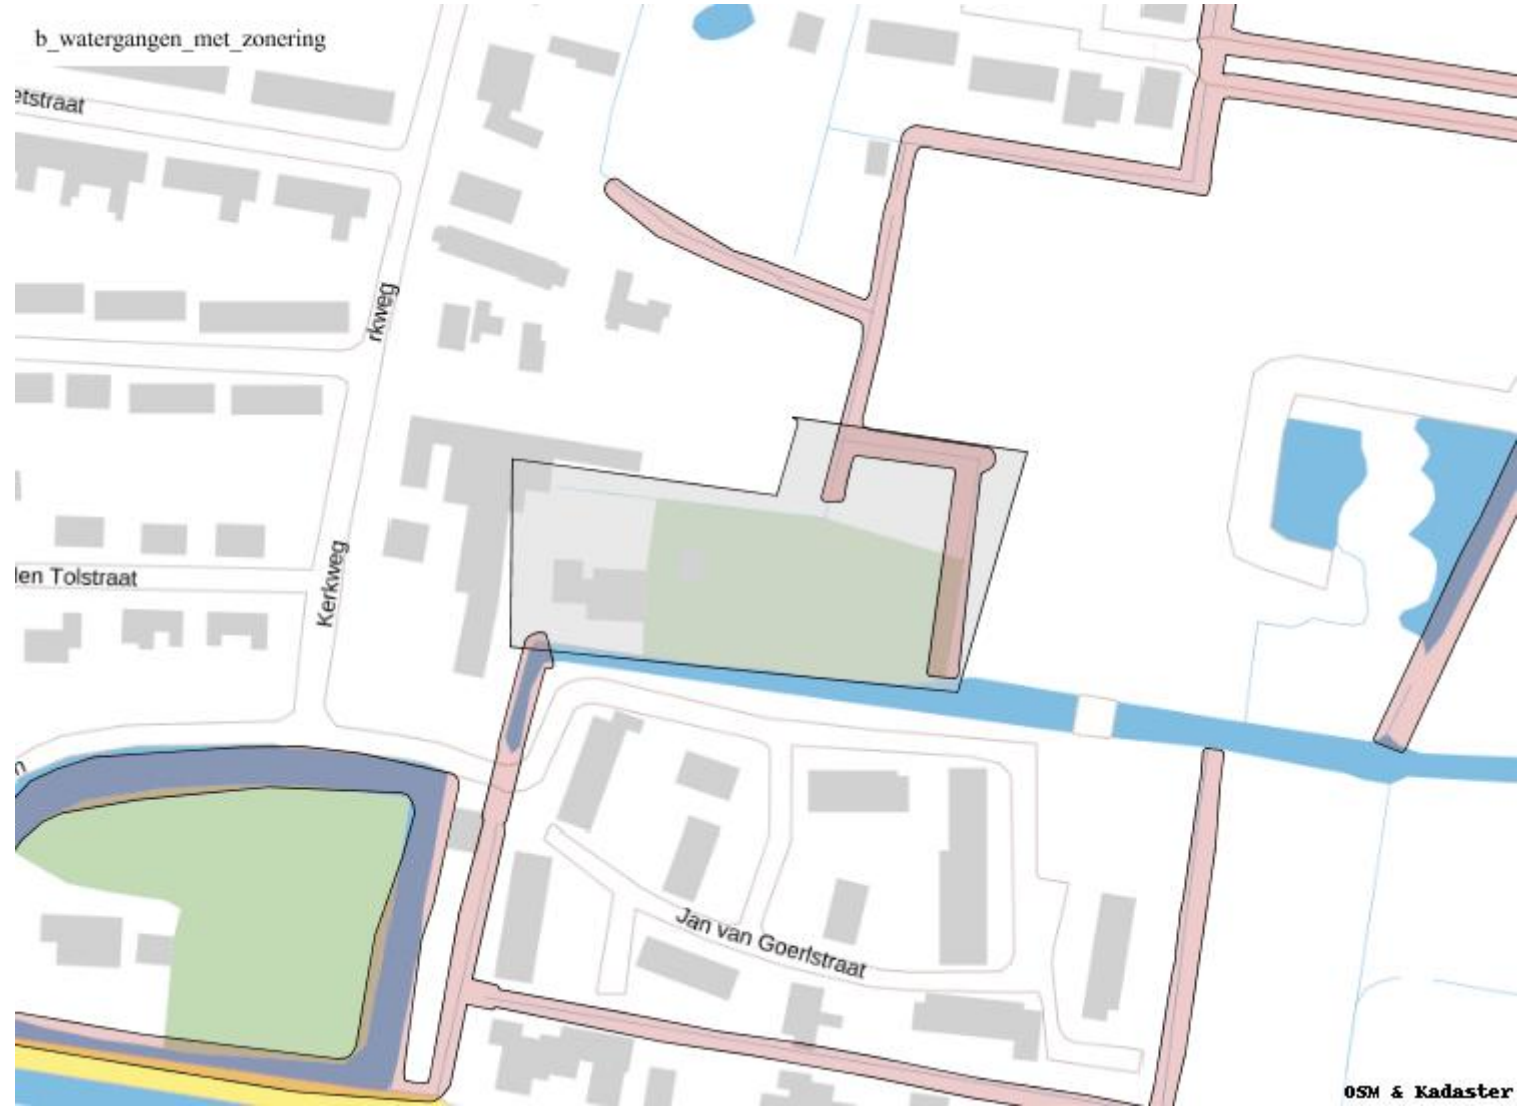 b_watergangen_met_zonering
etstraat
rkweg
Kerkweg
len Tolstraat
n
Jan van Goerlstraat
OSM & Kadaster